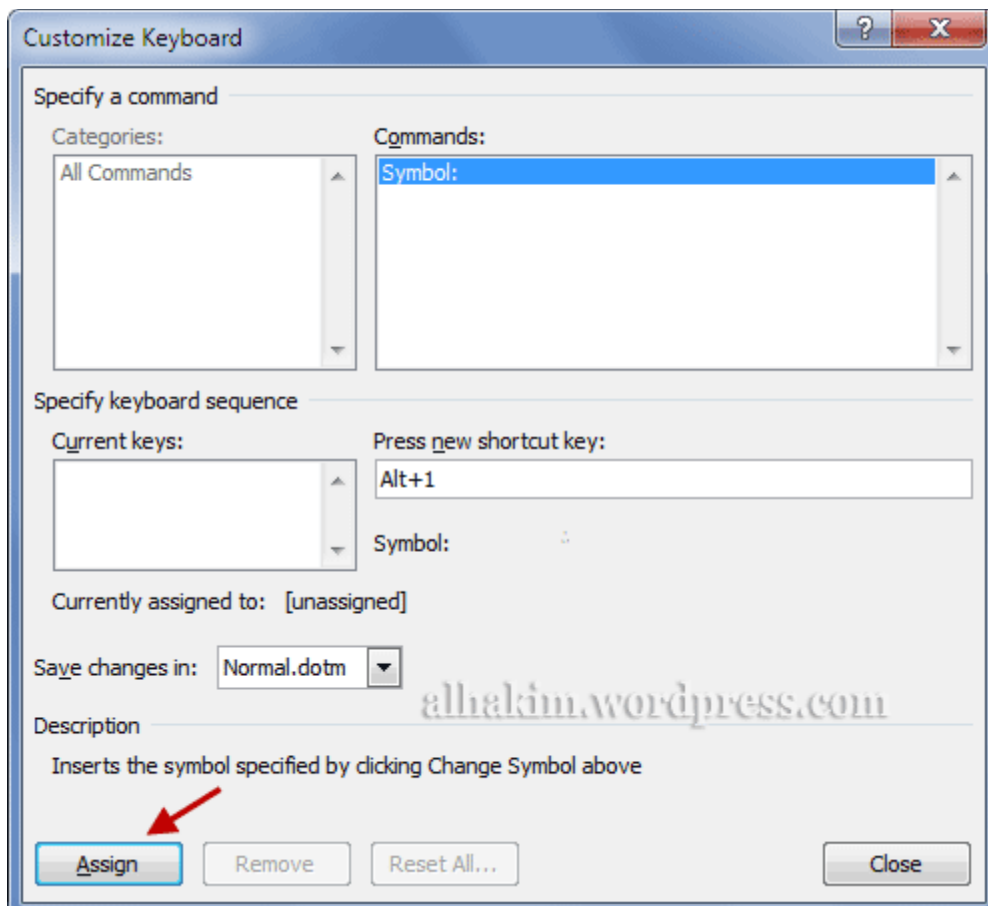 Customize Keyboard
Specify a command
Categories:
Commands:
All Commands
Symbol:
Specify keyboard sequence
Current keys:
Press new shortcut key:
Alt+1
Symbol:
Currently assigned to: [unassigned]
Save changes in: Normal.dotm
alhakim.wordpress.com
Description
Inserts the symbol specified by clicking Change Symbol above
Assign Remove Reset All... Close